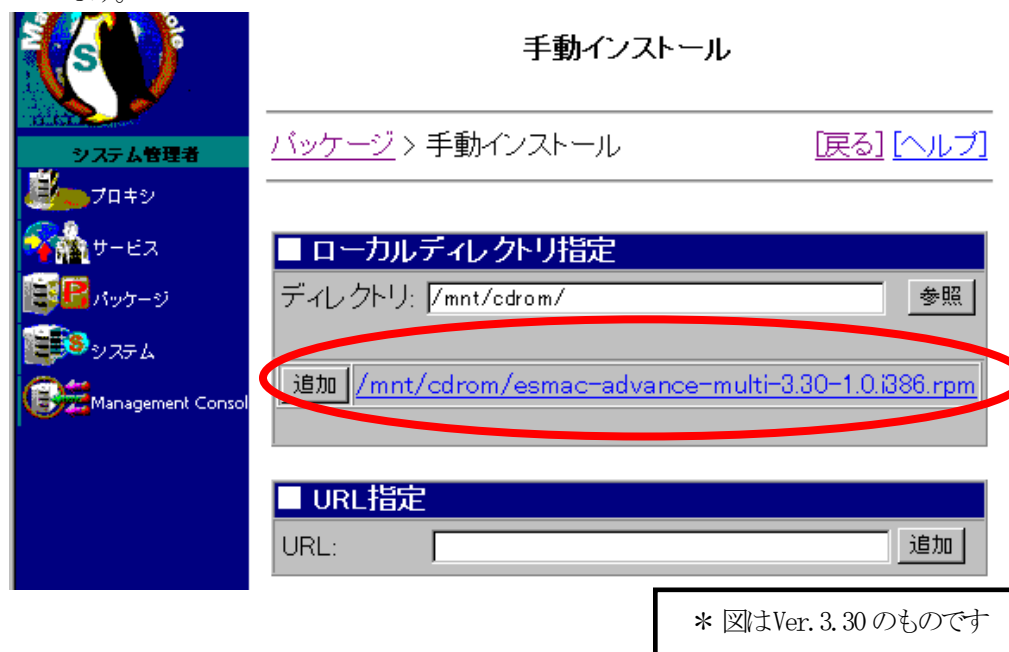 ます。
S
手動インストール
システム管理者
パッケージ > 手動インストール [戻る] [ヘルプ]
プロキシ
サービス
パッケージ
システム
Management Consol
■ ローカルディレクトリ指定
ディレクトリ: /mnt/cdrom/ 参照
追加 /mnt/cdrom/esmac-advance-multi-3.30-1.0.i386.rpm
■ URL指定
URL: 追加
＊ 図はVer.3.30 のものです